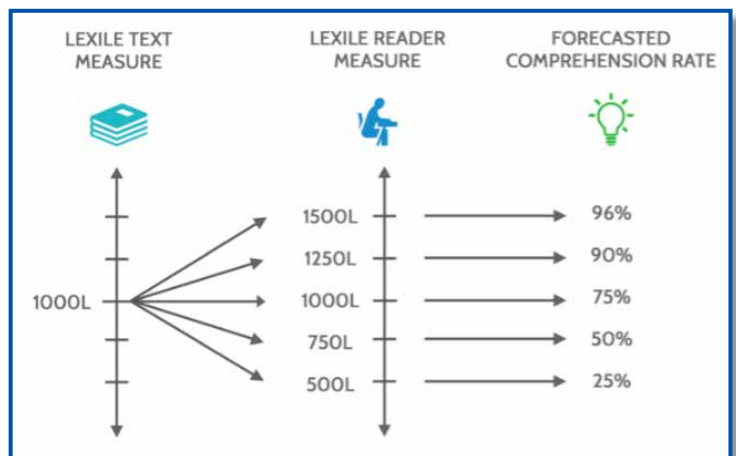 LEXILE TEXT
MEASURE
LEXILE READER
MEASURE
FORECASTED
COMPREHENSION RATE
1500L
96%
1250L
90%
1000L
1000L
75%
750L
50%
500L
25%